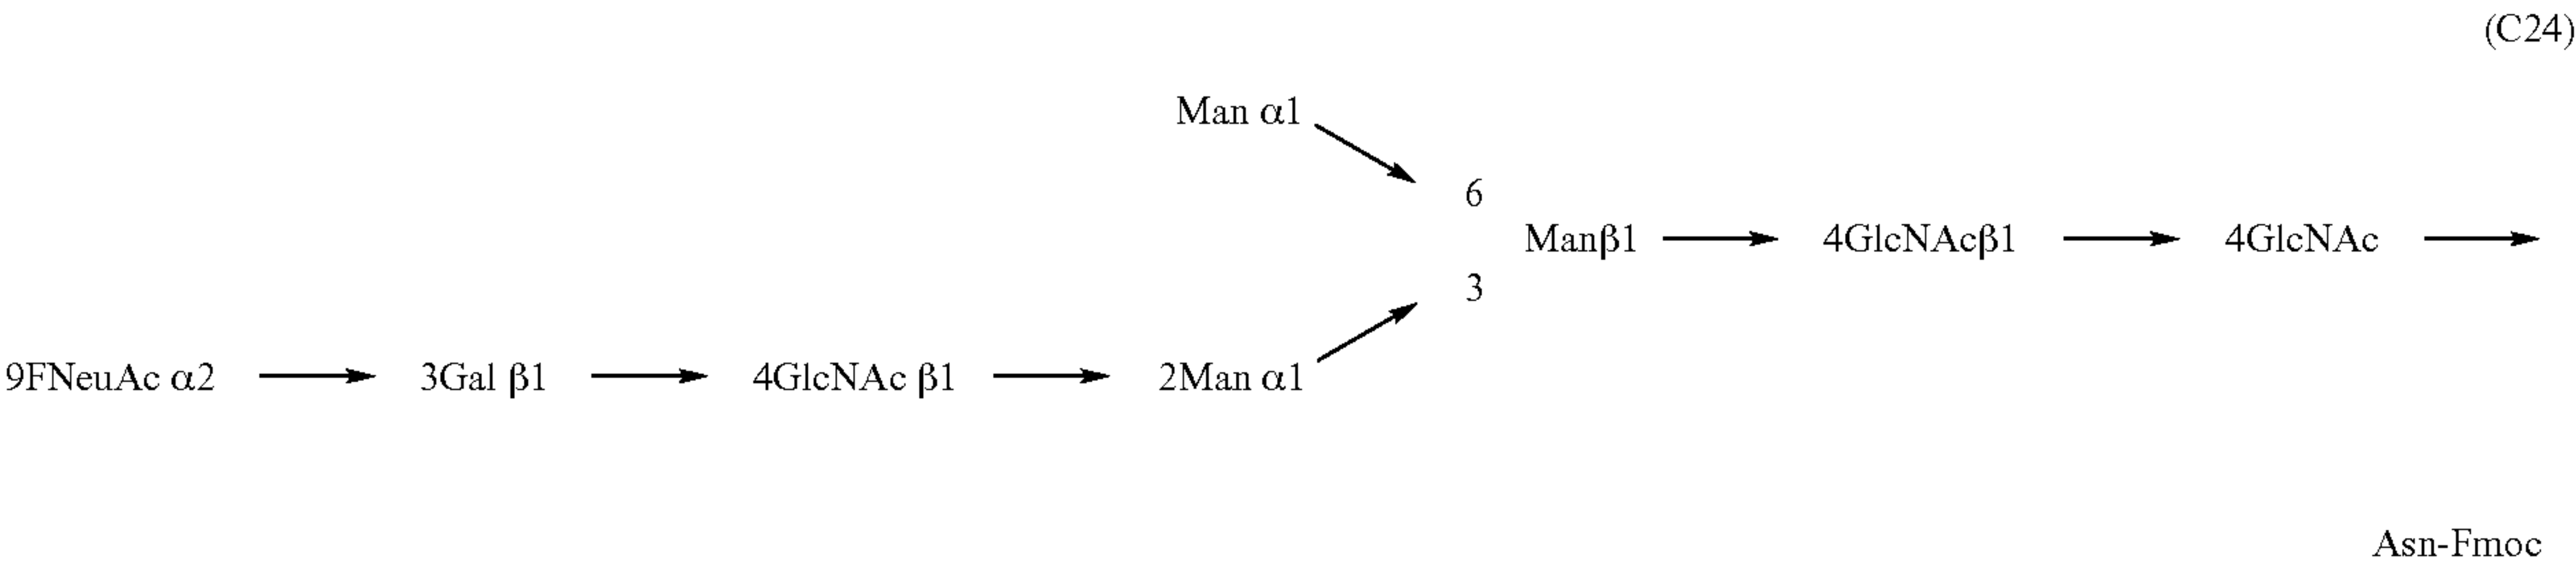 (C24)
Man α1
6
Manβ1 4GlcNAcβ1 4GlcNAc
3
9FNeuAc α2 3Gal β1 4GlcNAc β1 2Man α1
Asn-Fmoc